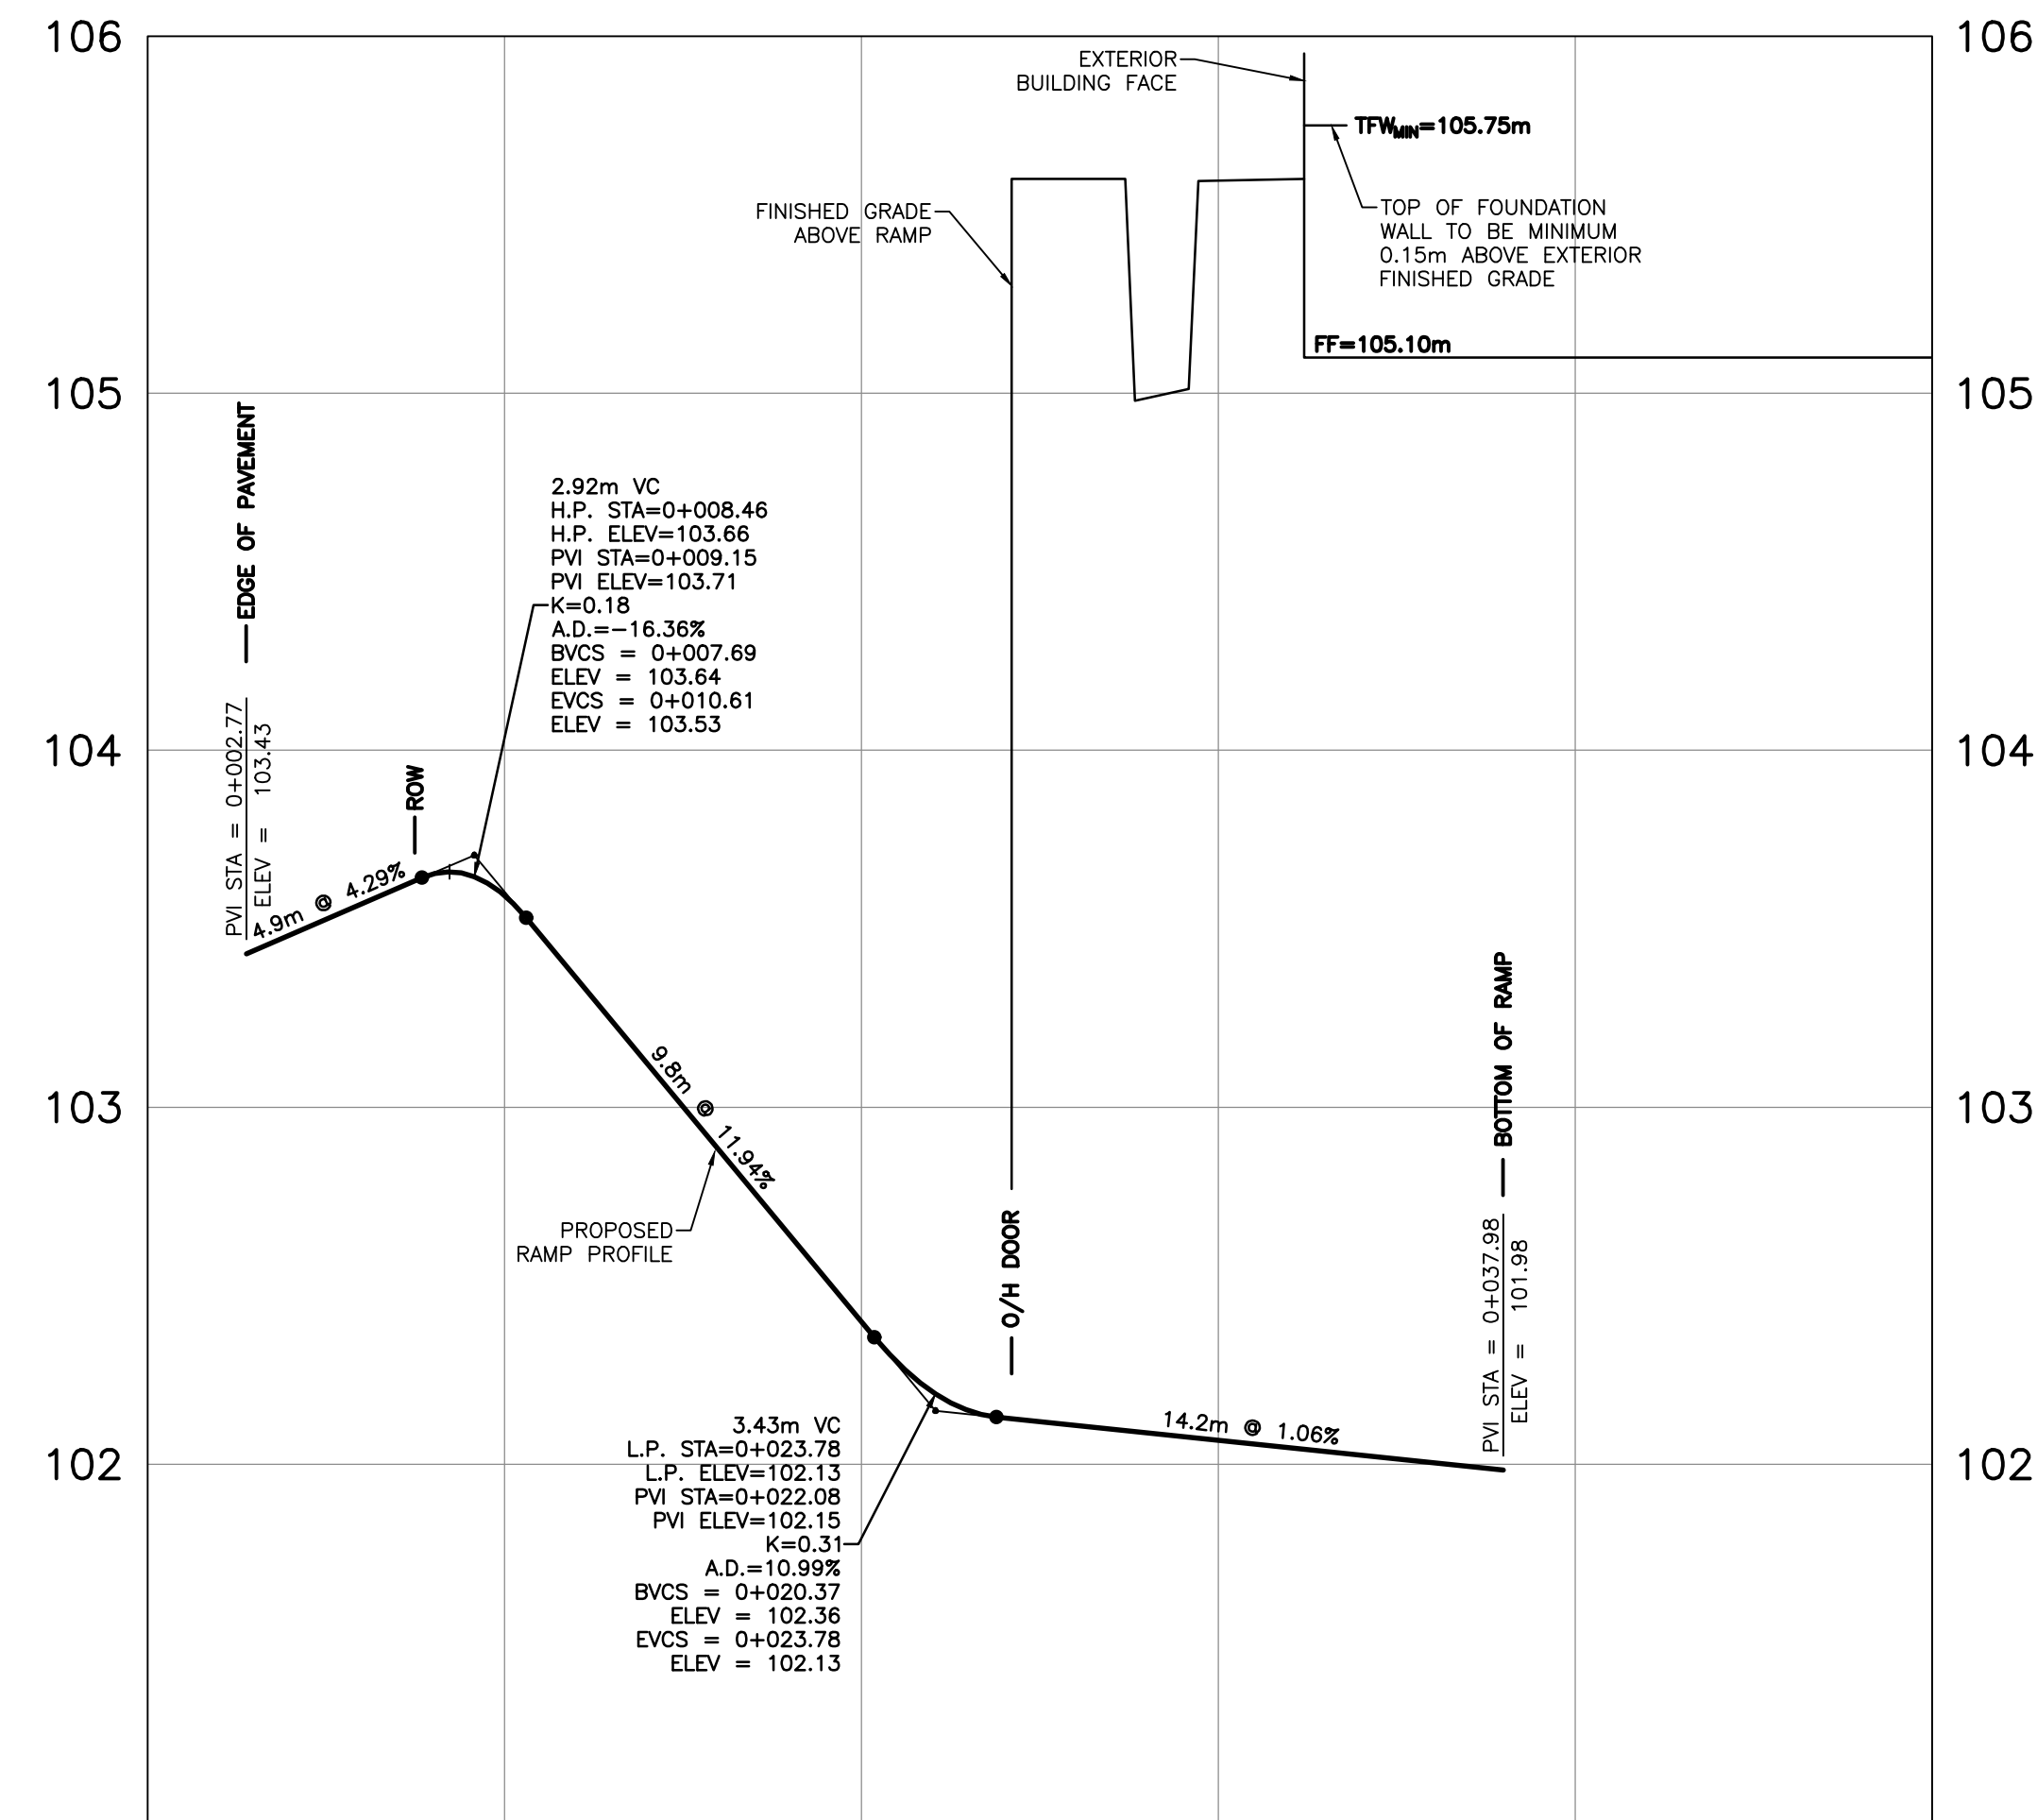 106
106
EXTERIOR
BUILDING FACE
TFWMIN=105.75m
FINISHED GRADE
ABOVE RAMP
TOP OF FOUNDATION
WALL TO BE MINIMUM
0.15m ABOVE EXTERIOR
FINISHED GRADE
FF=105.10m
105
105
EDGE OF PAVEMENT
2.92m VC
H.P. STA=0+008.46
H.P. ELEV=103.66
PVI STA=0+009.15
PVI ELEV=103.71
K=0.18
A.D.=-16.36%
BVCS = 0+007.69
ELEV = 103.64
EVCS = 0+010.61
ELEV = 103.53
104
104
PVI STA = 0+002.77
ELEV = 103.43
ROW
4.9m @ 4.29%
103
103
9.8m @ 11.94%
PROPOSED
RAMP PROFILE
O/H DOOR
BOTTOM OF RAMP
PVI STA = 0+037.98
ELEV = 101.98
14.2m @ 1.06%
102
102
3.43m VC
L.P. STA=0+023.78
L.P. ELEV=102.13
PVI STA=0+022.08
PVI ELEV=102.15
K=0.31
A.D.=10.99%
BVCS = 0+020.37
ELEV = 102.36
EVCS = 0+023.78
ELEV = 102.13